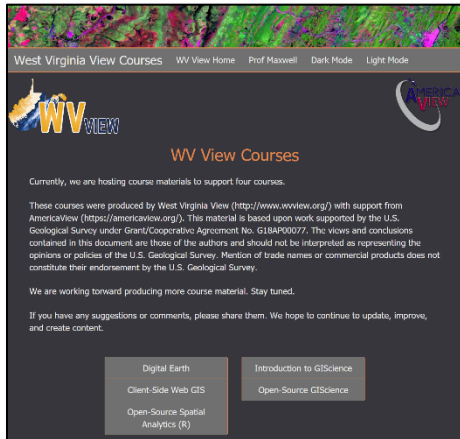 West Virginia View Courses WV View Home Prof Maxwell Dark Mode Light Mode
WV VIEW
AMERICA
VIEW
WV View Courses
Currently, we are hosting course materials to support four courses.
These courses were produced by West Virginia View (http://www.wvview.org/) with support from
AmericaView (https://americaview.org/). This material is based upon work supported by the U.S.
Geological Survey under Grant/Cooperative Agreement No. G18AP00077. The views and conclusions
contained in this document are those of the authors and should not be interpreted as representing the
opinions or policies of the U.S. Geological Survey. Mention of trade names or commercial products does not
constitute their endorsement by the U.S. Geological Survey.
We are working torward producing more course material. Stay tuned.
If you have any suggestions or comments, please share them. We hope to continue to update, improve,
and create content.
Digital Earth
Client-Side Web GIS
Open-Source Spatial
Analytics (R)
Introduction to GIScience
Open-Source GIScience